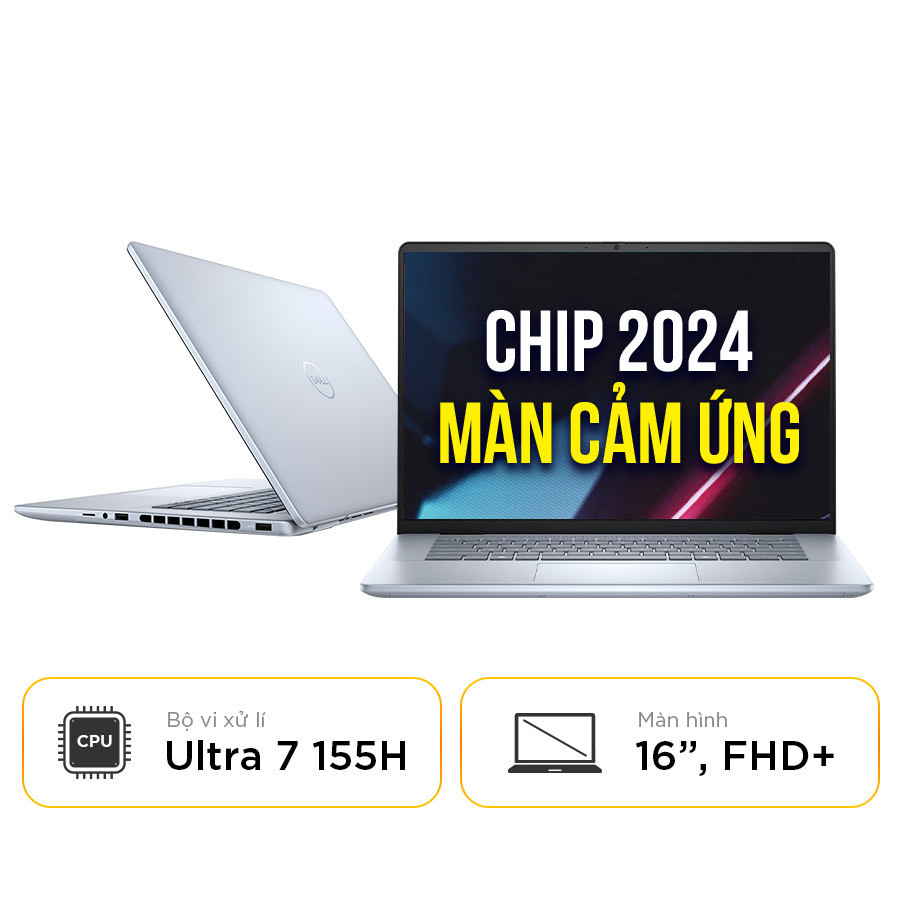 DELL
CHIP 2024
MÀN CẢM ỨNG
CPU
Bộ vi xử lí
Ultra 7 155H
Màn hình
16”, FHD+